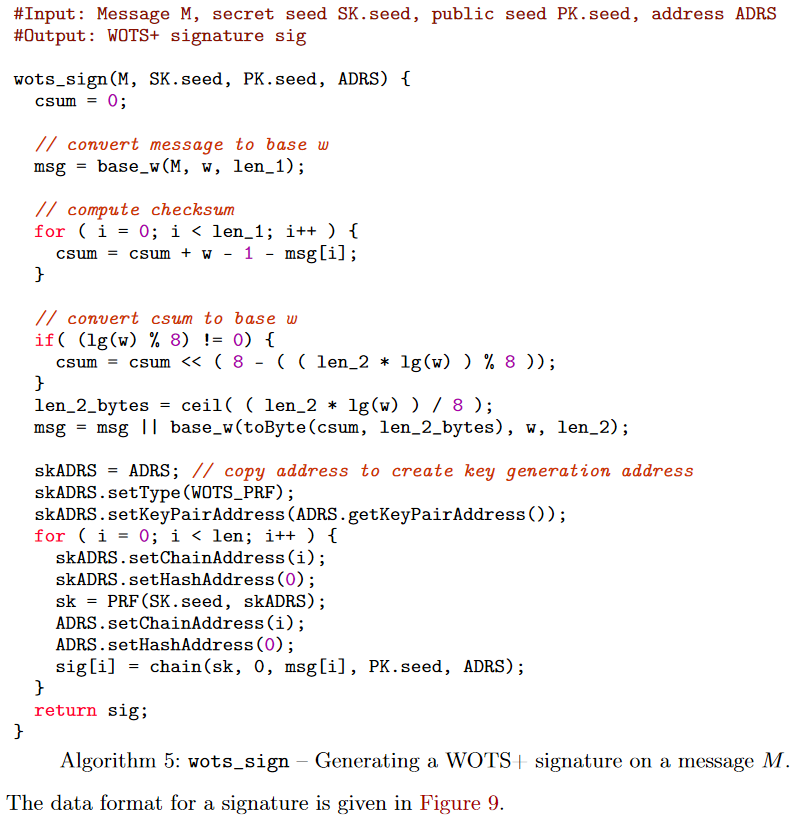 #Input: Message M, secret seed SK.seed, public seed PK.seed, address ADRS
#Output: WOTS+ signature sig
wots_sign(M, SK.seed, PK.seed, ADRS) {
csum = 0;
// convert message to base w
msg = base_w(M, w, len_1);
// compute checksum
for ( i = 0; i < len_1; i++ ) {
csum = csum + w - 1 - msg[i];
}
// convert csum to base w
if( (lg(w) % 8) != 0) {
csum = csum << ( 8 - ( ( len_2 * lg(w) ) % 8 ));
}
len_2_bytes = ceil( ( len_2 * lg(w) ) / 8 );
msg = msg || base_w(toByte(csum, len_2_bytes), w, len_2);
skADRS = ADRS; // copy address to create key generation address
skADRS.setType(WOTS_PRF);
skADRS.setKeyPairAddress(ADRS.getKeyPairAddress());
for ( i = 0; i < len; i++ ) {
skADRS.setChainAddress(i);
skADRS.setHashAddress(0);
sk = PRF(SK.seed, skADRS);
ADRS.setChainAddress(i);
ADRS.setHashAddress(0);
sig[i] = chain(sk, 0, msg[i], PK.seed, ADRS);
}
return sig;
}
Algorithm 5: wots_sign – Generating a WOTS+ signature on a message M.
The data format for a signature is given in Figure 9.